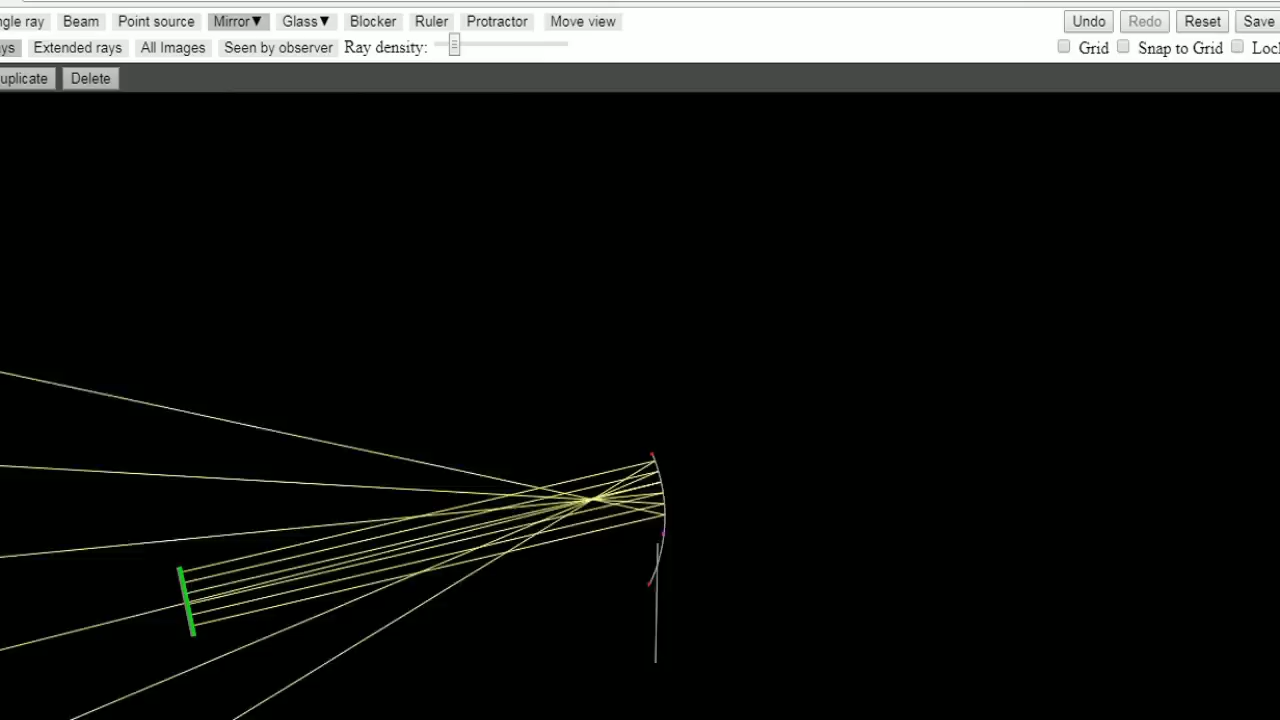 ngle ray Beam Point source Mirror▼ Glass▼ Blocker Ruler Protractor Move view Undo Redo Reset Save
ys Extended rays All Images Seen by observer Ray density: Grid Snap to Grid Loc
uplicate Delete